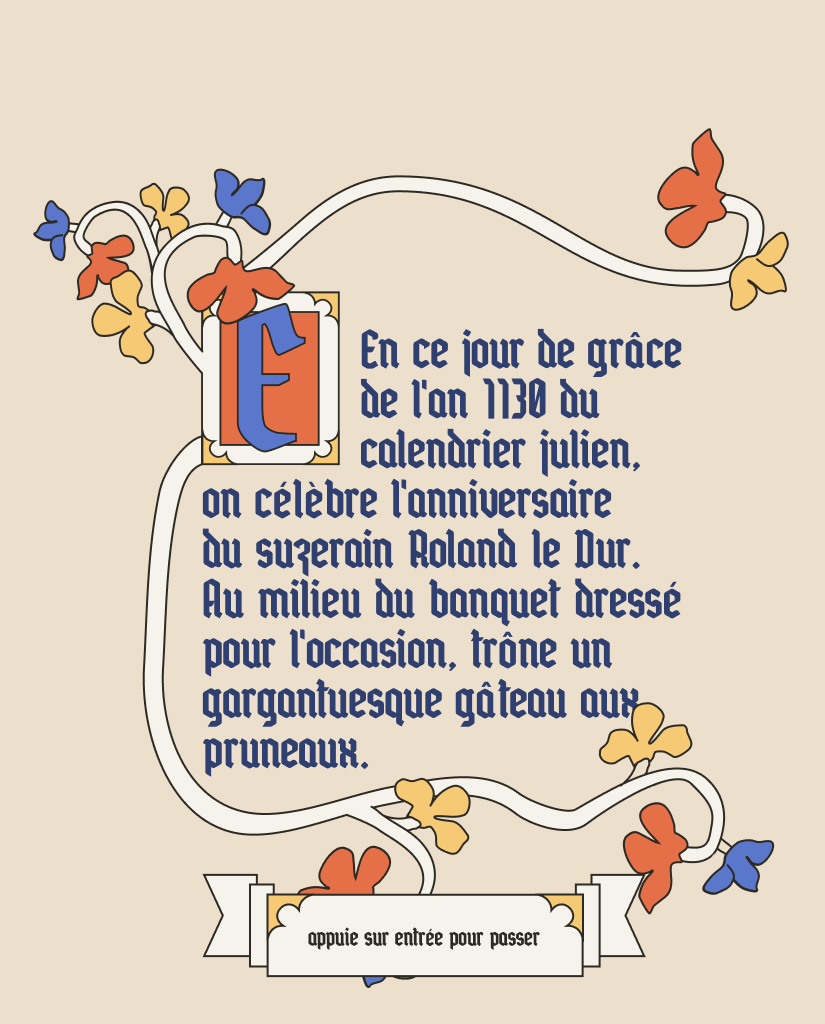 E
En ce jour de grâce
de l'an 1130 du
calendrier julien,
on célèbre l'anniversaire
du suzerain Roland le Dur.
Au milieu du banquet dressé
pour l'occasion, trône un
gargantuesque gâteau aux
pruneaux.
appuie sur entrée pour passer